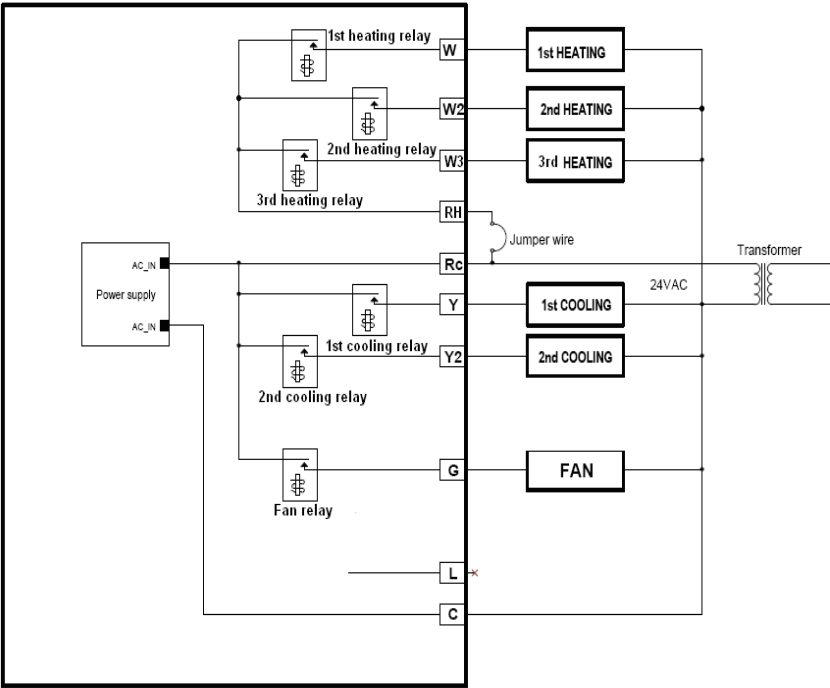 1st heating relay
W
1st HEATING
W2
2nd HEATING
2nd heating relay
W3
3rd HEATING
3rd heating relay
RH
Jumper wire
Transformer
AC_IN
Rc
Power supply
24VAC
Y
1st COOLING
AC_IN
1st cooling relay
Y2
2nd COOLING
2nd cooling relay
G
FAN
Fan relay
L
C